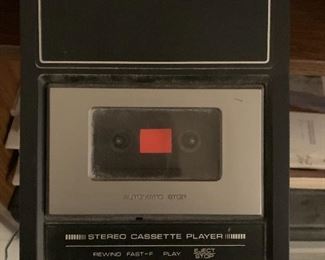 AUTOMATIC STOP
STEREO CASSETTE PLAYER
REWIND FAST-F PLAY EJECT STOP